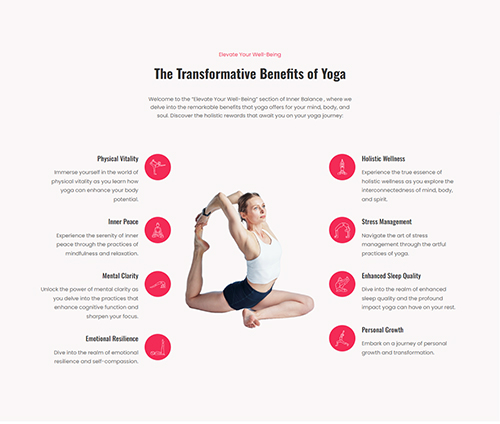 Elevate Your Well-Being
The Transformative Benefits of Yoga
Welcome to the "Elevate Your Well-Being" section of Inner Balance , where we
delve into the remarkable benefits that yoga offers for your mind, body, and
soul. Discover the holistic rewards that await you on your yoga journey:
Physical Vitality
Immerse yourself in the world of
physical vitality as you learn how
yoga can enhance your body
potential.
Inner Peace
Experience the serenity of inner
peace through the practices of
mindfulness and relaxation.
Mental Clarity
Unlock the power of mental clarity as
you delve into the practices that
enhance cognitive function and
sharpen your focus.
Emotional Resilience
Dive into the realm of emotional
resilience and self-compassion.
Holistic Wellness
Experience the true essence of
holistic wellness as you explore the
interconnectedness of mind, body,
and spirit.
Stress Management
Navigate the art of stress
management through the artful
practices of yoga.
Enhanced Sleep Quality
Dive into the realm of enhanced
sleep quality and the profound
impact yoga can have on your rest.
Personal Growth
Embark on a journey of personal
growth and transformation.